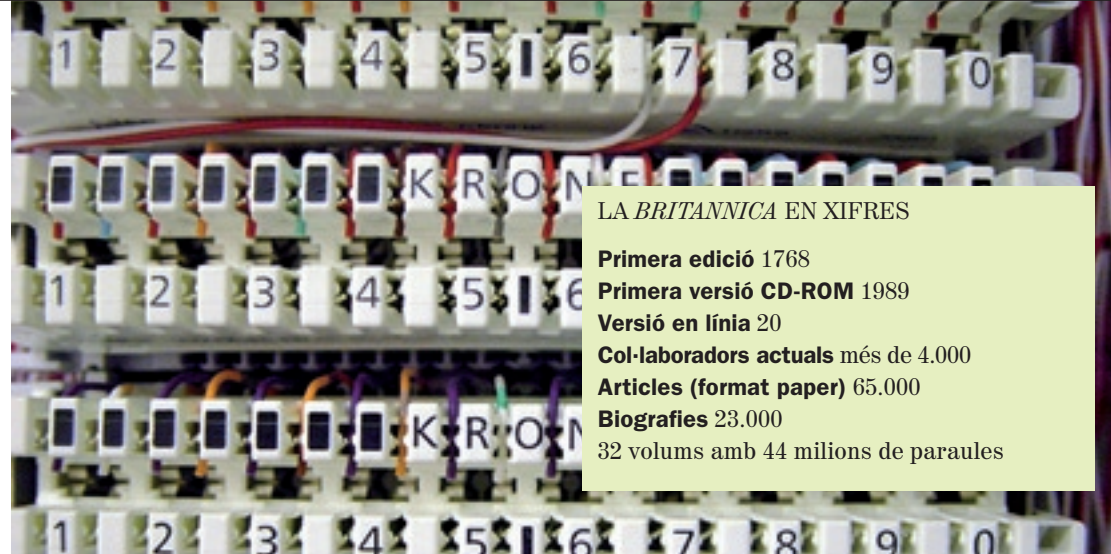 1 2 3 4 5 6 7 8 9 0
K R O N E
LA BRITANNICA EN XIFRES
Primera edició 1768
Primera versió CD-ROM 1989
Versió en línia 20
Col·laboradors actuals més de 4.000
Articles (format paper) 65.000
Biografies 23.000
32 volums amb 44 milions de paraules
1 2 3 4 5 6
K R O N
1 2 3 4 5 6 7 8 9 0